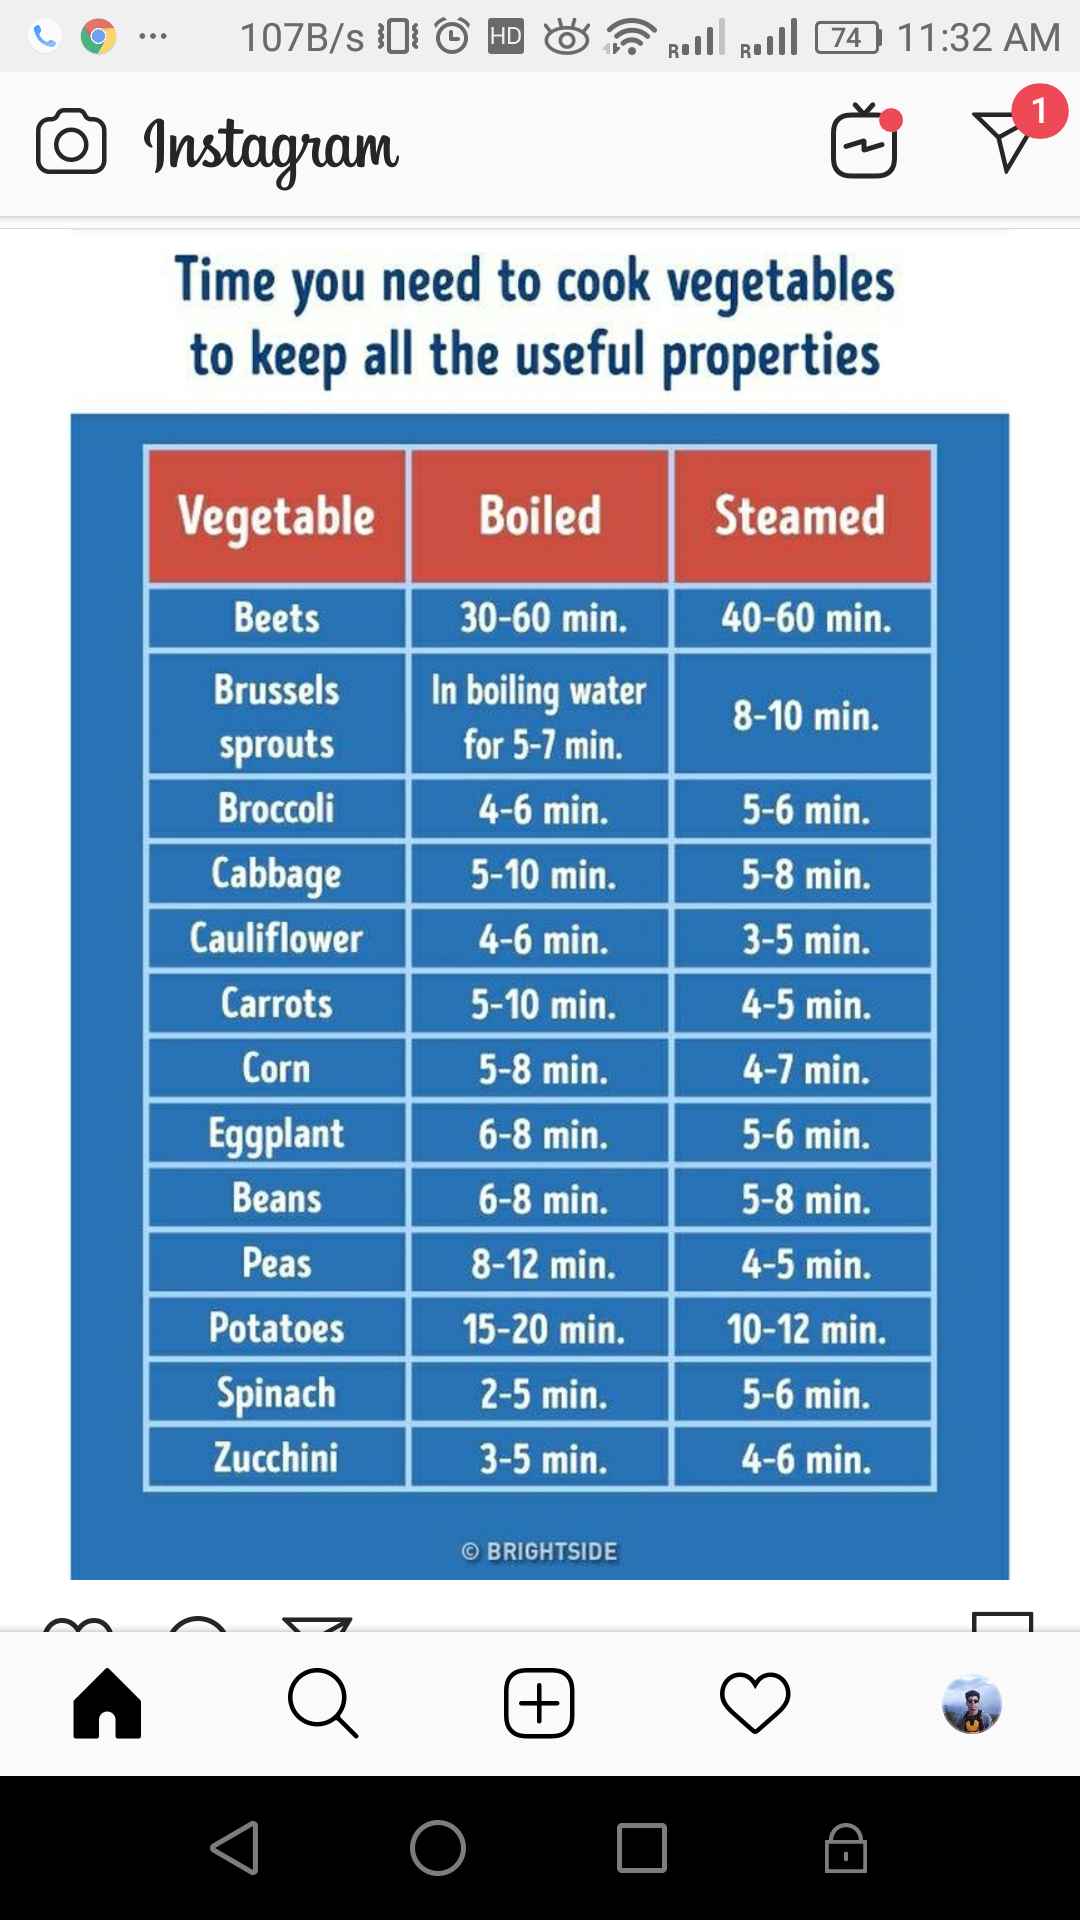 107B/s HD 74 11:32 AM
Instagram 1
Time you need to cook vegetables
to keep all the useful properties
Vegetable Boiled Steamed
Beets 30-60 min. 40-60 min.
Brussels sprouts In boiling water for 5-7 min. 8-10 min.
Broccoli 4-6 min. 5-6 min.
Cabbage 5-10 min. 5-8 min.
Cauliflower 4-6 min. 3-5 min.
Carrots 5-10 min. 4-5 min.
Corn 5-8 min. 4-7 min.
Eggplant 6-8 min. 5-6 min.
Beans 6-8 min. 5-8 min.
Peas 8-12 min. 4-5 min.
Potatoes 15-20 min. 10-12 min.
Spinach 2-5 min. 5-6 min.
Zucchini 3-5 min. 4-6 min.
© BRIGHTSIDE